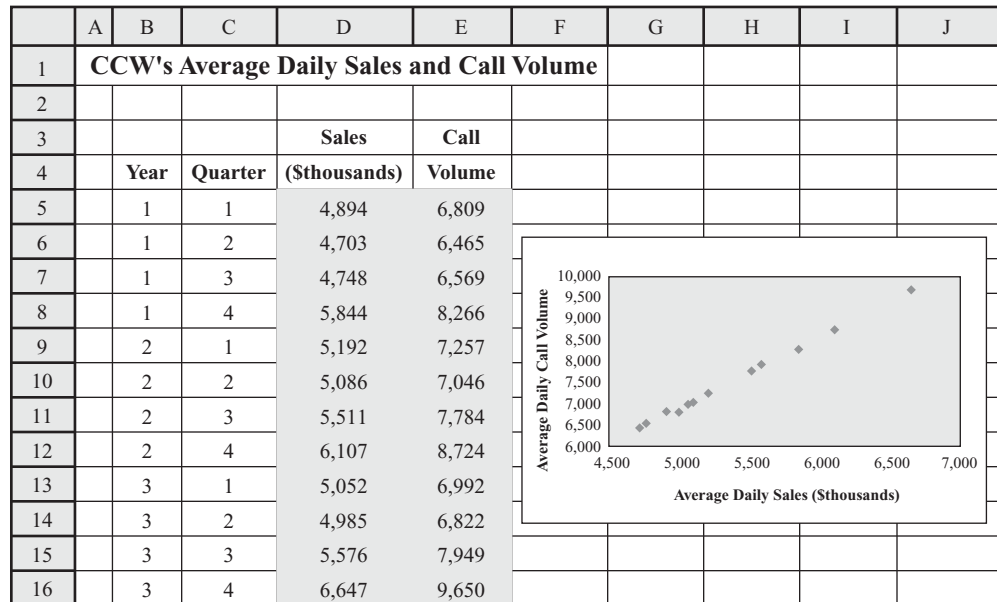 A B C D E F G H I J
1 CCW's Average Daily Sales and Call Volume
2
3 Sales Call
4 Year Quarter ($thousands) Volume
5 1 1 4,894 6,809
6 1 2 4,703 6,465
7 1 3 4,748 6,569
8 1 4 5,844 8,266
9 2 1 5,192 7,257
10 2 2 5,086 7,046
11 2 3 5,511 7,784
12 2 4 6,107 8,724
13 3 1 5,052 6,992
14 3 2 4,985 6,822
15 3 3 5,576 7,949
16 3 4 6,647 9,650
Average Daily Call Volume
10,000
9,500
9,000
8,500
8,000
7,500
7,000
6,500
6,000
4,500 5,000 5,500 6,000 6,500 7,000
Average Daily Sales ($thousands)